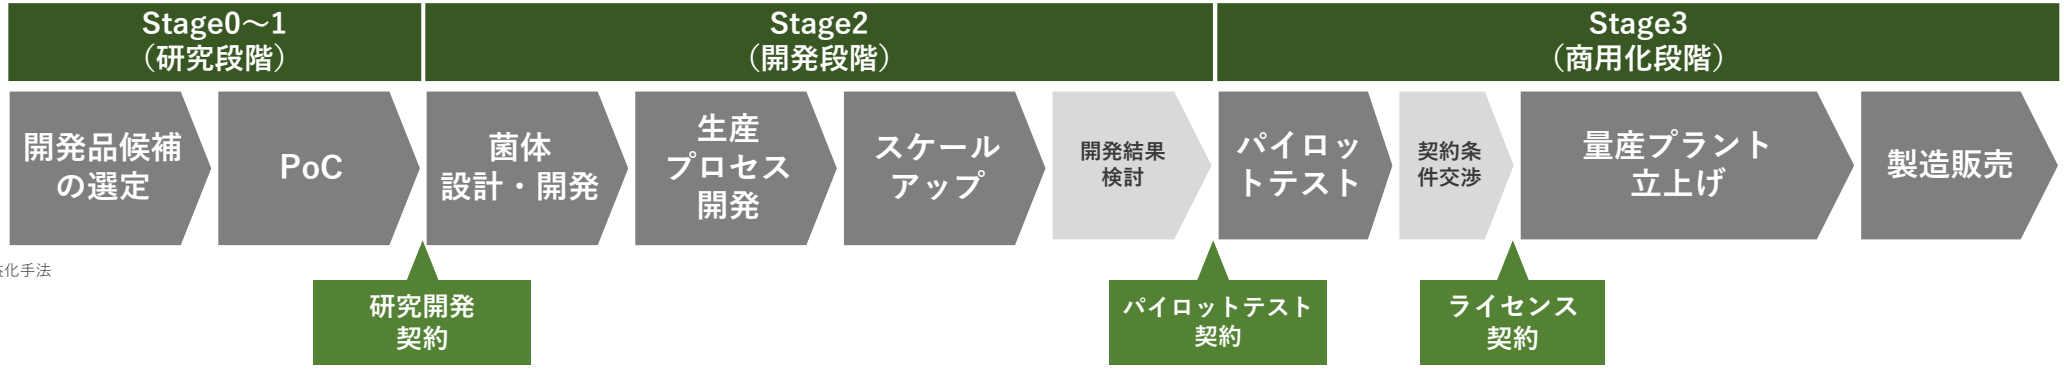 Stage0～1
（研究段階）
Stage2
（開発段階）
Stage3
（商用化段階）
開発品候補
の選定
PoC
菌体
設計・開発
生産
プロセス
開発
スケール
アップ
開発結果
検討
パイロッ
トテスト
契約条
件交渉
量産プラント
立上げ
製造販売
化手法
研究開発
契約
パイロットテスト
契約
ライセンス
契約